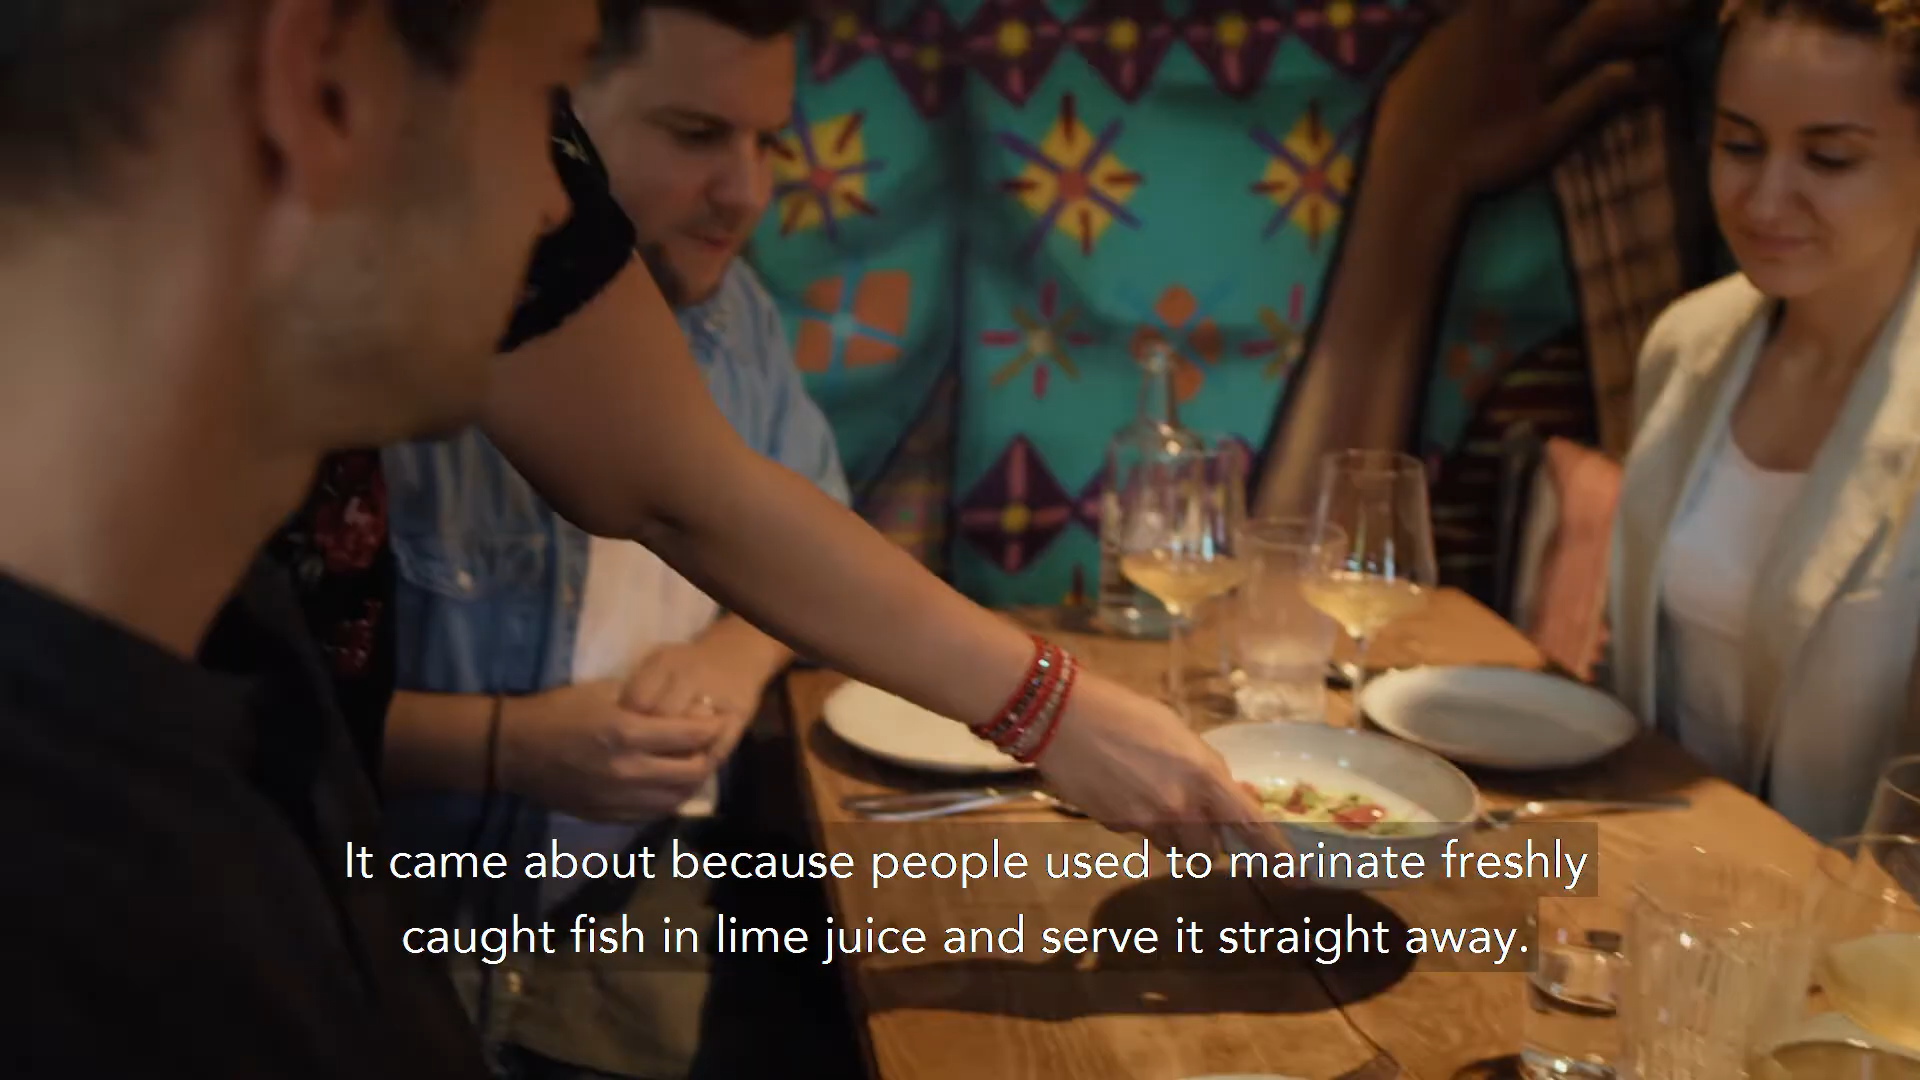 It came about because people used to marinate freshly
caught fish in lime juice and serve it straight away.